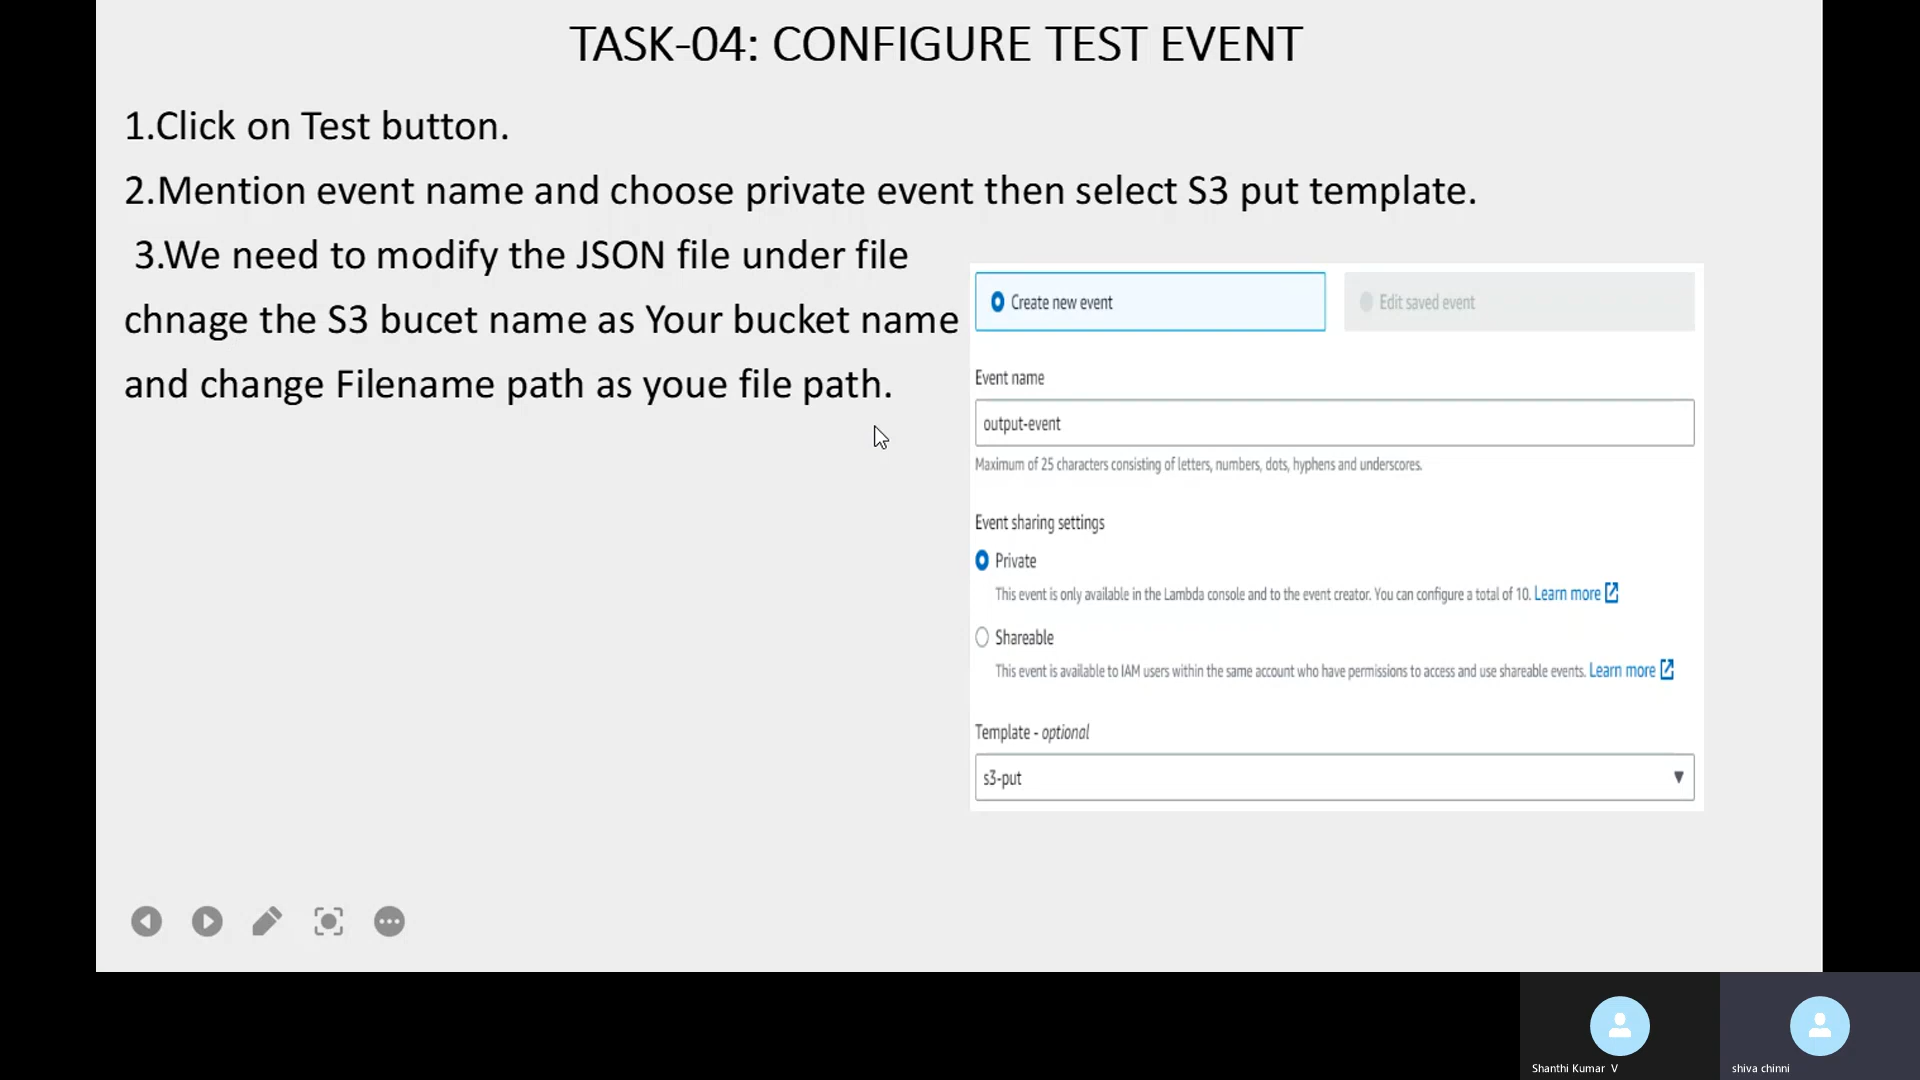 TASK-04: CONFIGURE TEST EVENT
1.Click on Test button.
2.Mention event name and choose private event then select S3 put template.
3.We need to modify the JSON file under file
chnage the S3 bucet name as Your bucket name
and change Filename path as youe file path.
Create new event
Edit saved event
Event name
output-event
Maximum of 25 characters consisting of letters, numbers, dots, hyphens and underscores.
Event sharing settings
Private
This event is only available in the Lambda console and to the event creator. You can configure a total of 10. Learn more
Shareable
This event is available to IAM users within the same account who have permissions to access and use shareable events. Learn more
Template - optional
s3-put
Shanthi Kumar V
shiva chinni